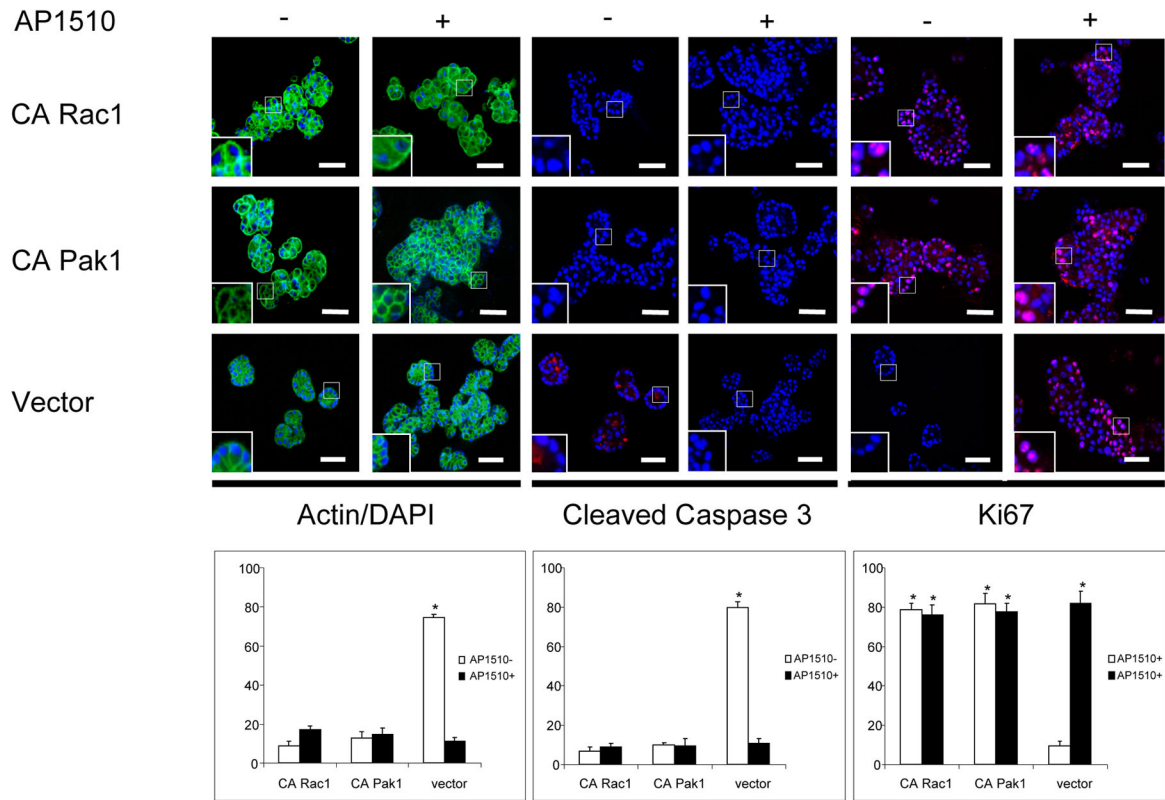 AP1510 - + - + - +
CA Rac1
CA Pak1
Vector
Actin/DAPI Cleaved Caspase 3 Ki67
100
80
60
40
20
0
*
AP1510-
AP1510+
CA Rac1 CA Pak1 vector
100
80
60
40
20
0
*
AP1510-
AP1510+
CA Rac1 CA Pak1 vector
100
80
60
40
20
0
* * * * *
AP1510+
AP1510+
CA Rac1 CA Pak1 vector